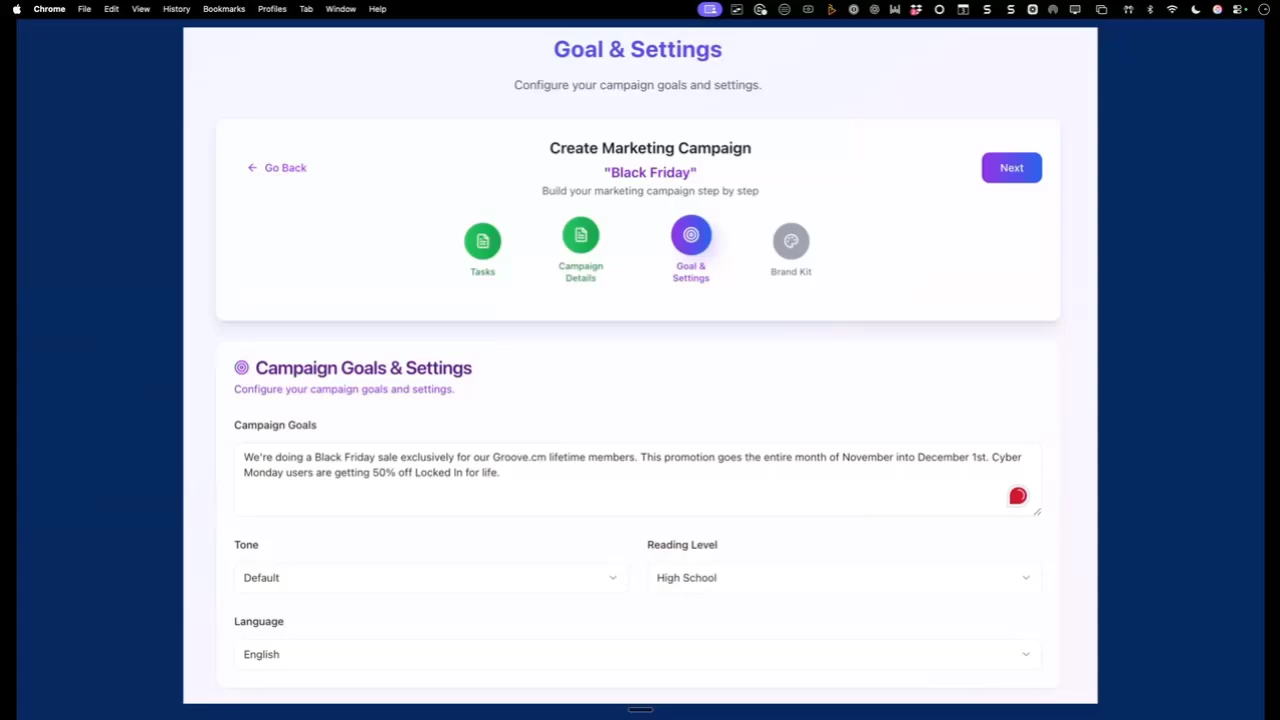 Chrome File Edit View History Bookmarks Profiles Tab Window Help
Goal & Settings
Configure your campaign goals and settings.
Create Marketing Campaign
Go Back
Next
"Black Friday"
Build your marketing campaign step by step
Tasks
Campaign
Details
Goal &
Settings
Brand Kit
Campaign Goals & Settings
Configure your campaign goals and settings.
Campaign Goals
We're doing a Black Friday sale exclusively for our Groove.cm lifetime members. This promotion goes the entire month of November into December 1st. Cyber
Monday users are getting 50% off Locked In for life.
Tone
Reading Level
Default
High School
Language
English